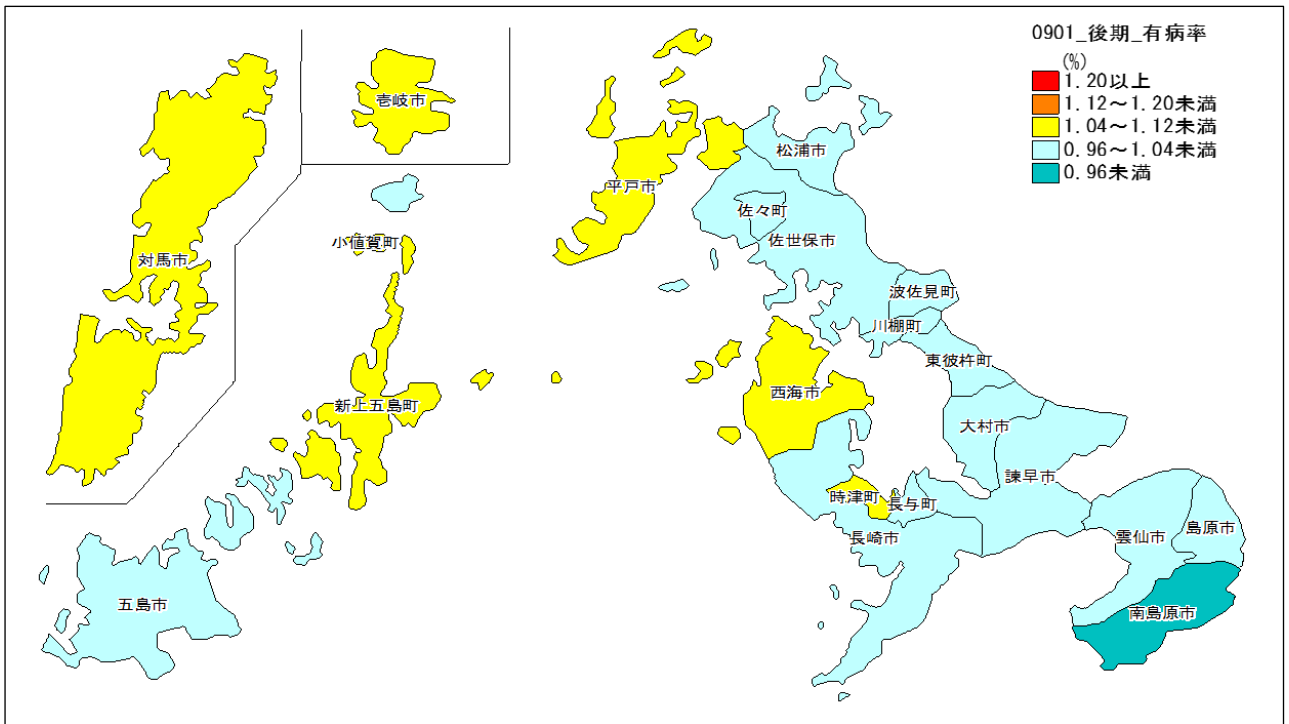 0901_後期_有病率
(%)
1.20以上
1.12～1.20未満
1.04～1.12未満
0.96～1.04未満
0.96未満
壱岐市
松浦市
平戸市
佐々町
小値賀町
佐世保市
対馬市
波佐見町
川棚町
東彼杵町
西海市
新上五島町
大村市
諫早市
時津町
長与町
長崎市
雲仙市
島原市
五島市
南島原市